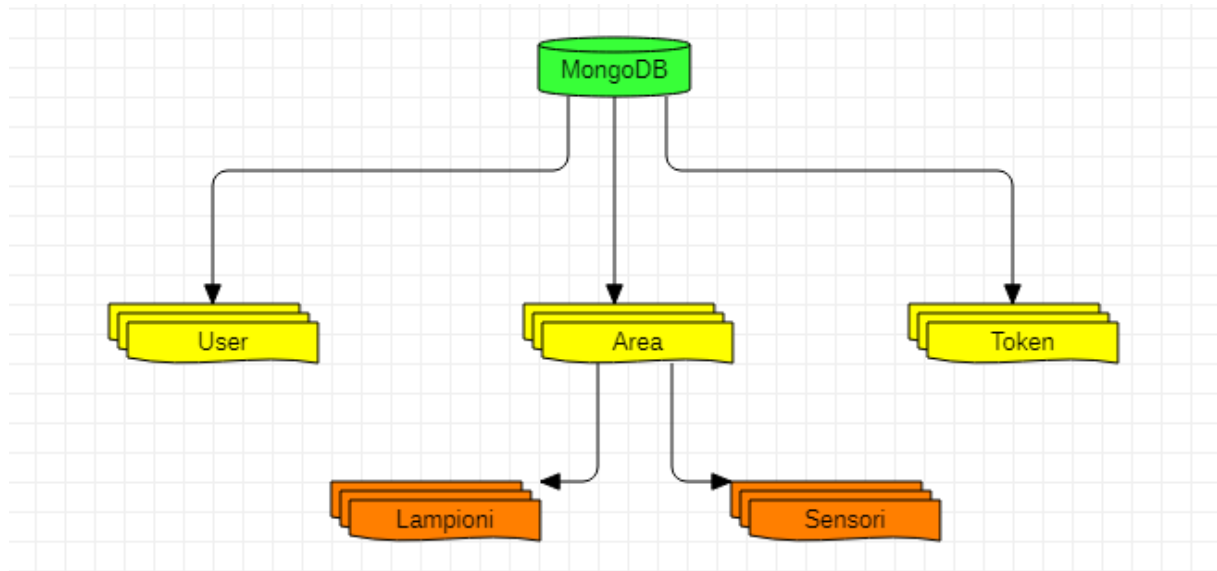 MongoDB
User
Area
Token
Lampioni
Sensori